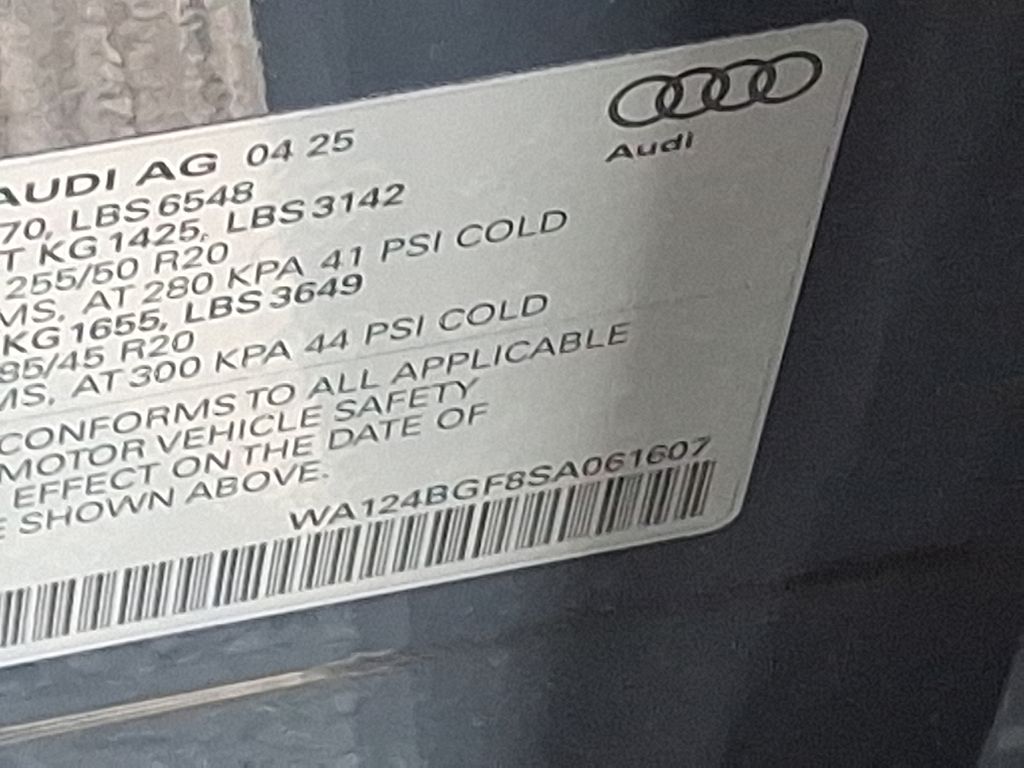 Audi
AUDI AG 04 25
70, LBS 6548
T KG 1425, LBS 3142
255/50 R20
MS, AT 280 KPA 41 PSI COLD
KG 1655, LBS 3649
85/45 R20
MS, AT 300 KPA 44 PSI COLD
CONFORMS TO ALL APPLICABLE
MOTOR VEHICLE SAFETY
EFFECT ON THE DATE OF
E SHOWN ABOVE.
WA124BGF8SA061607